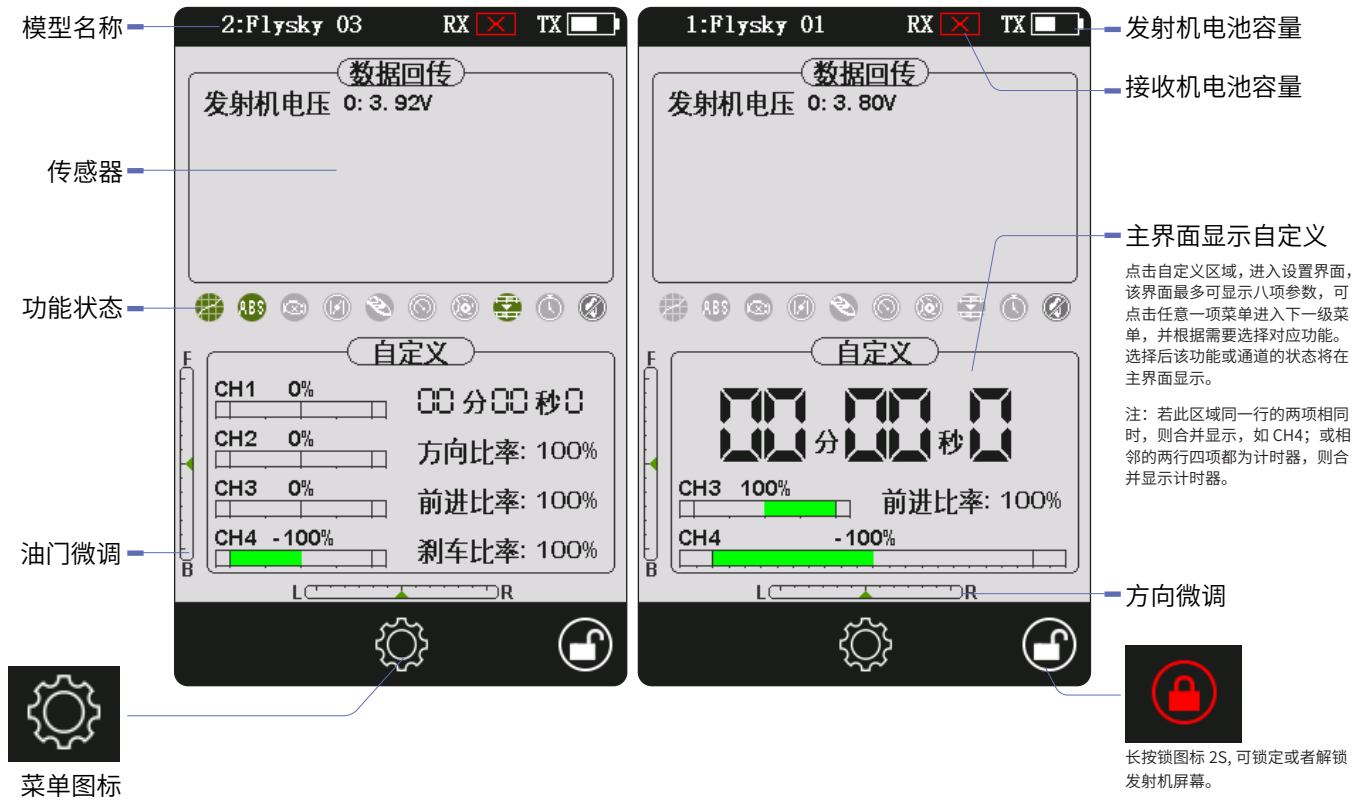 模型名称
2:Flysky 03 RX TX
数据回传
发射机电压 0: 3. 92V
传感器
功能状态
ABS
自定义
F
CH1 0%
00 分 00 秒 0
CH2 0%
方向比率: 100%
CH3 0%
前进比率: 100%
CH4 -100%
刹车比率: 100%
油门微调
B
L R
菜单图标
1:Flysky 01 RX TX
数据回传
发射机电压 0: 3. 80V
ABS
自定义
F
00 分 00 秒 0
CH3 100%
前进比率: 100%
CH4 -100%
B
L R
发射机电池容量
接收机电池容量
主界面显示自定义
点击自定义区域，进入设置界面，
该界面最多可显示八项参数，可
点击任意一项菜单进入下一级菜
单，并根据需要选择对应功能。
选择后该功能或通道的状态将在
主界面显示。
注：若此区域同一行的两项相同
时，则合并显示，如 CH4；或相
邻的两行四项都为计时器，则合
并显示计时器。
方向微调
长按锁图标 2S, 可锁定或者解锁
发射机屏幕。